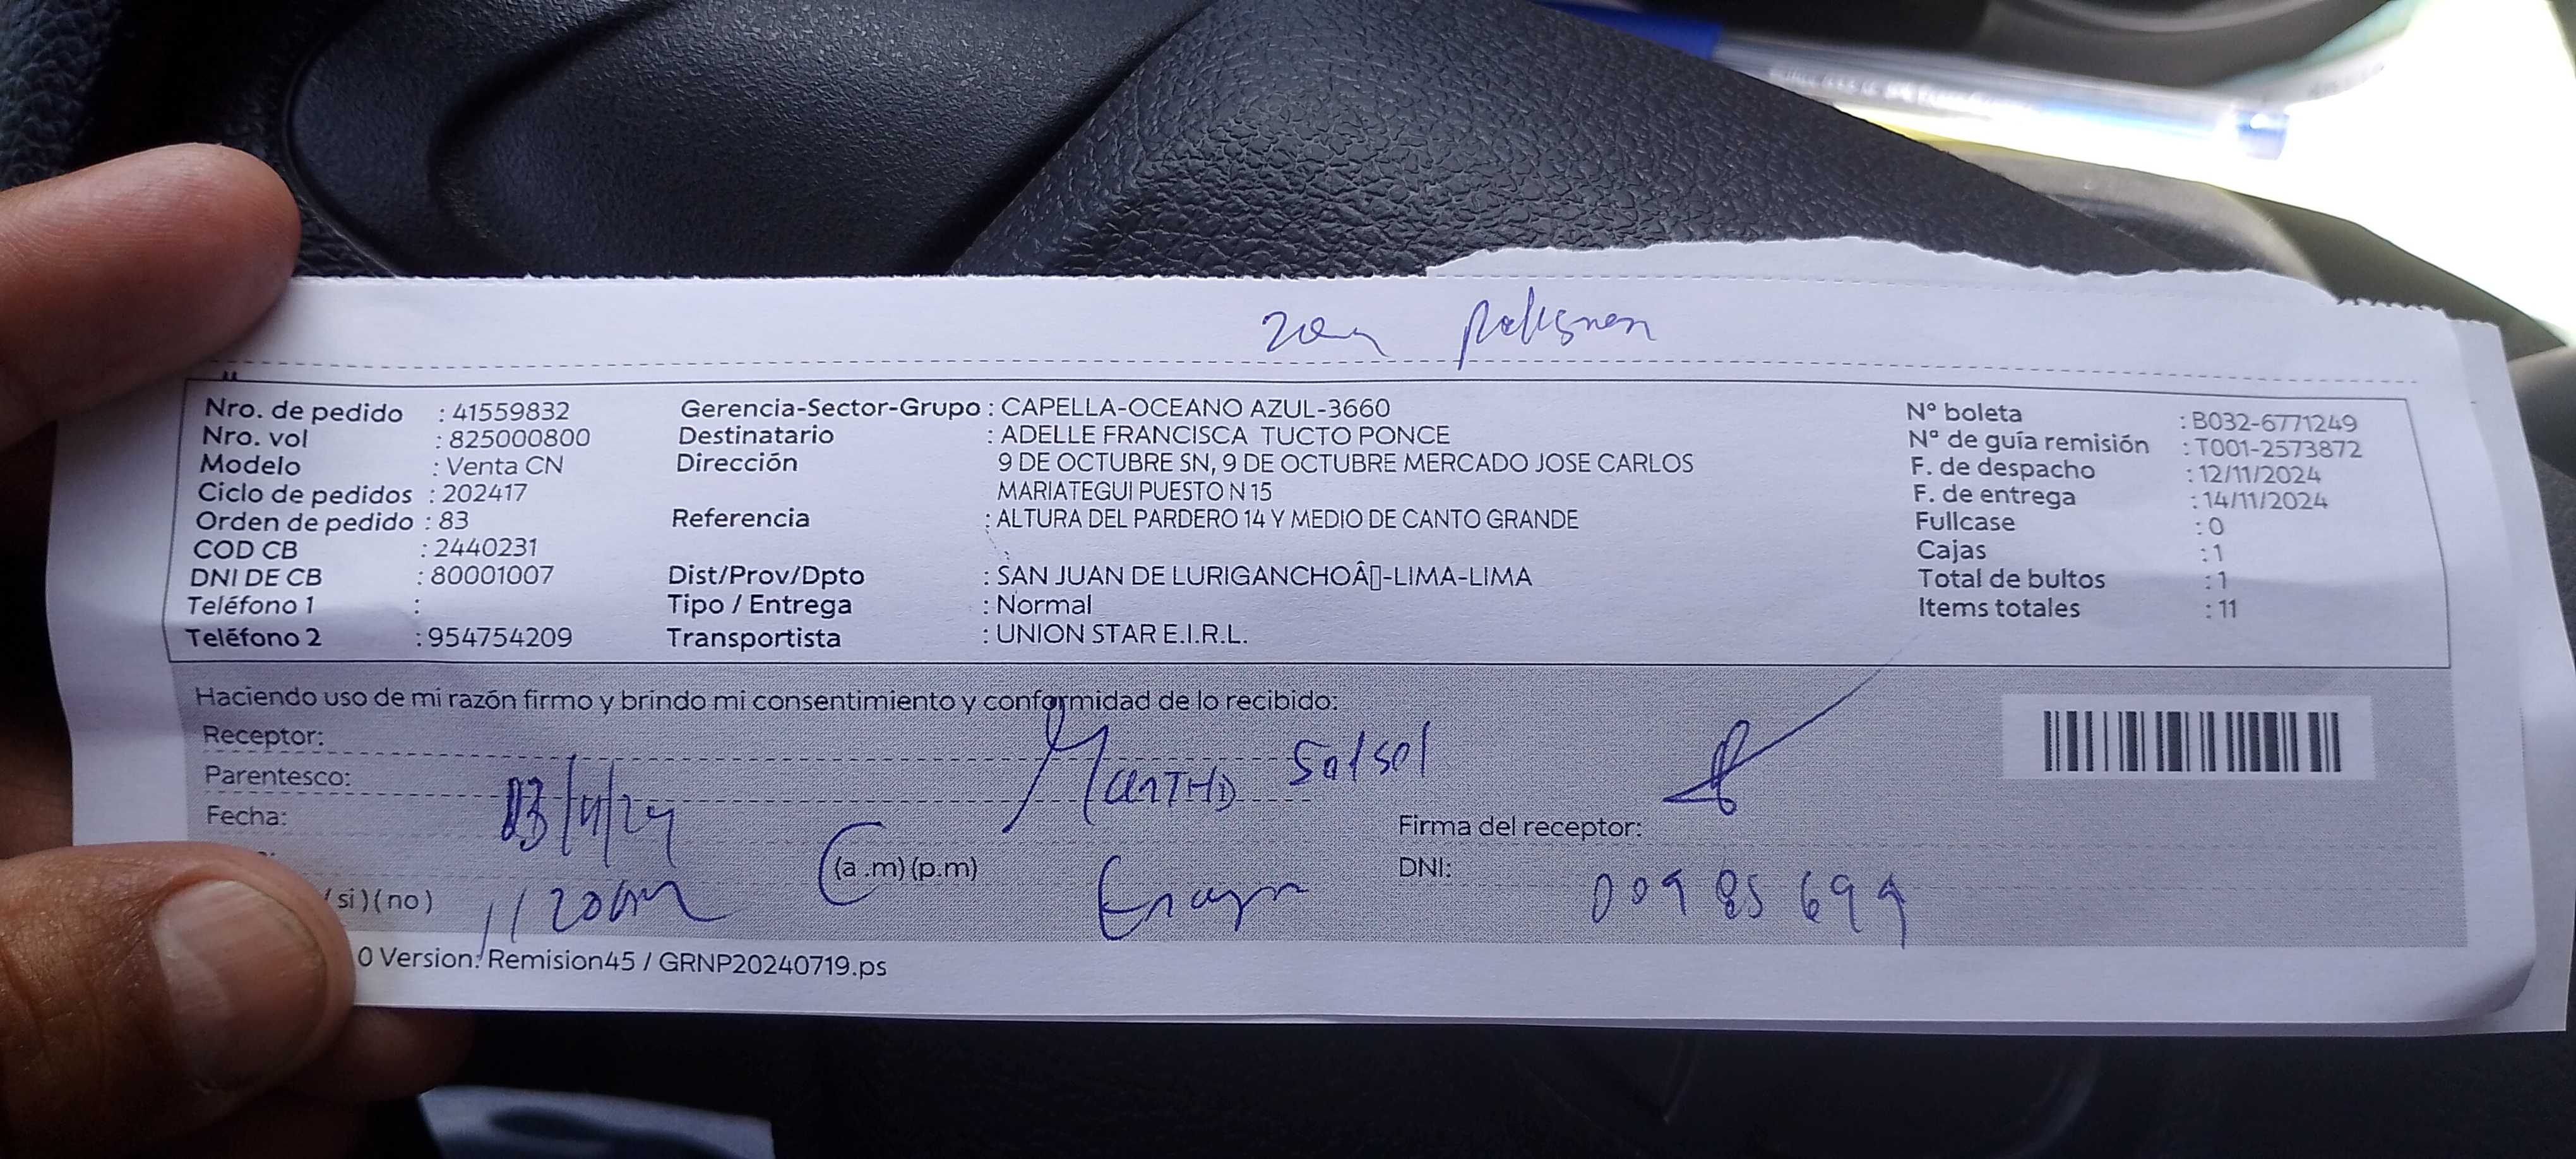 Nro. de pedido : 41559832
Nro. vol : 825000800
Modelo : Venta CN
Ciclo de pedidos : 202417
Orden de pedido : 83
COD CB : 2440231
DNI DE CB : 80001007
Teléfono 1 :
Teléfono 2 : 954754209
Gerencia-Sector-Grupo : CAPELLA-OCEANO AZUL-3660
Destinatario : ADELLE FRANCISCA TUCTO PONCE
Dirección 9 DE OCTUBRE SN, 9 DE OCTUBRE MERCADO JOSE CARLOS
MARIATEGUI PUESTO N 15
Referencia : ALTURA DEL PARDERO 14 Y MEDIO DE CANTO GRANDE
Dist/Prov/Dpto : SAN JUAN DE LURIGANCHOÂ▯-LIMA-LIMA
Tipo / Entrega : Normal
Transportista : UNION STAR E.I.R.L.
N° boleta : B032-6771249
N° de guía remisión : T001-2573872
F. de despacho : 12/11/2024
F. de entrega : 14/11/2024
Fullcase : 0
Cajas : 1
Total de bultos : 1
Items totales : 11
Haciendo uso de mi razón firmo y brindo mi consentimiento y conformidad de lo recibido:
Receptor:
Parentesco:
Solsol
Fecha: 13/11/24
Firma del receptor:
(a .m) (p.m)
DNI: 00985699
si ) ( no ) 1120am
0 Version: Remision45 / GRNP20240719.ps